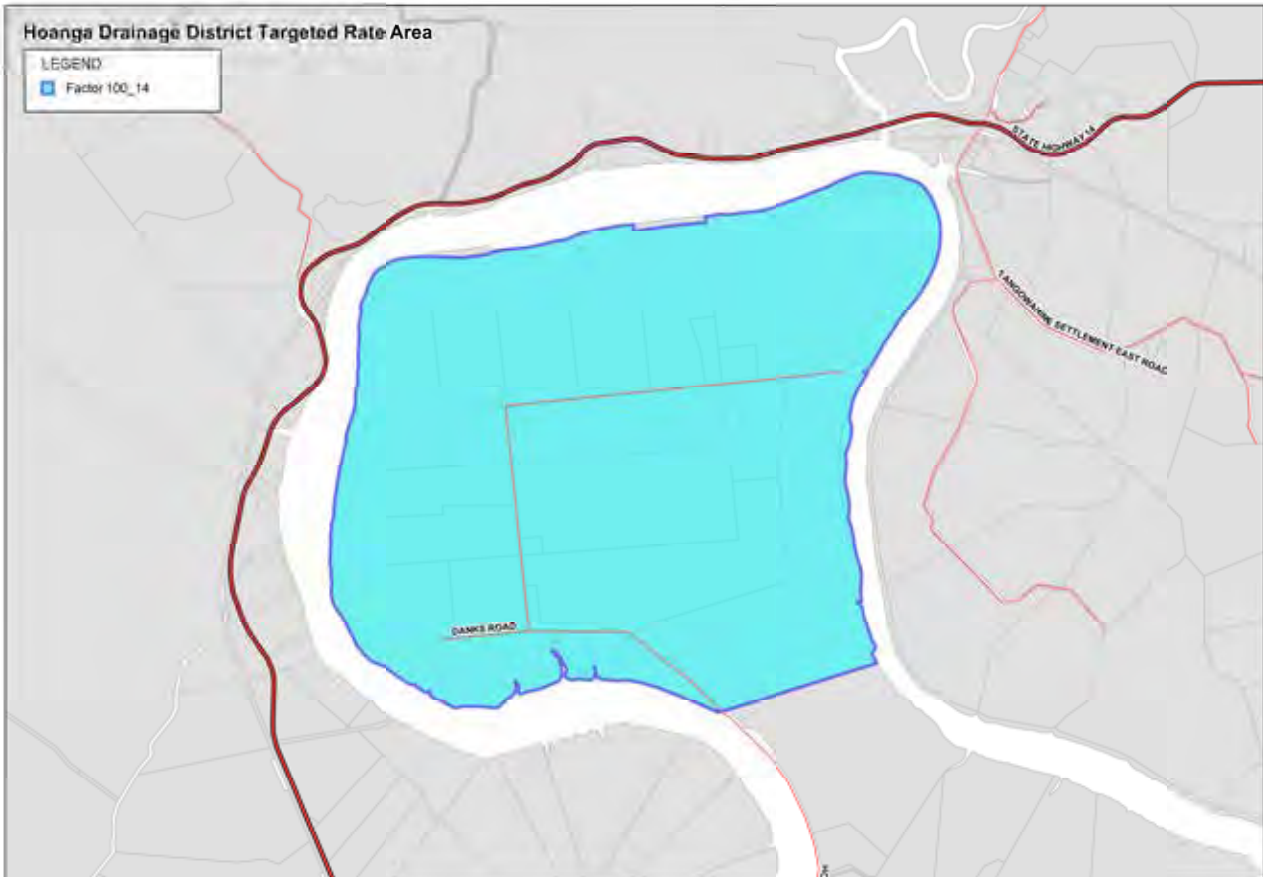 Hoanga Drainage District Targeted Rate Area
LEGEND
Factor 100_14
STATE HIGHWAY 14
TANGOWAHINE SETTLEMENT EAST ROAD
DANKS ROAD